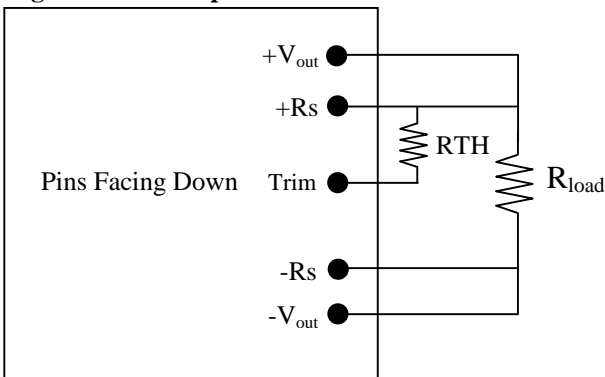 +Vout
+Rs
RTH
Pins Facing Down Trim
Rload
-Rs
-Vout